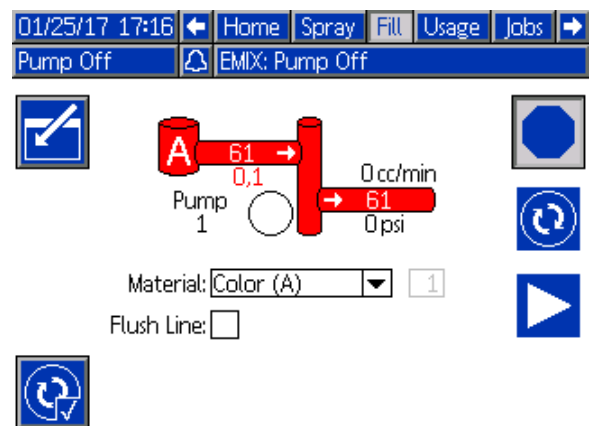 01/25/17 17:16 Home Spray Fill Usage Jobs
Pump Off EMIX: Pump Off
A
61
0,1
0 cc/min
Pump
1
61
0 psi
Material: Color (A) 1
Flush Line: